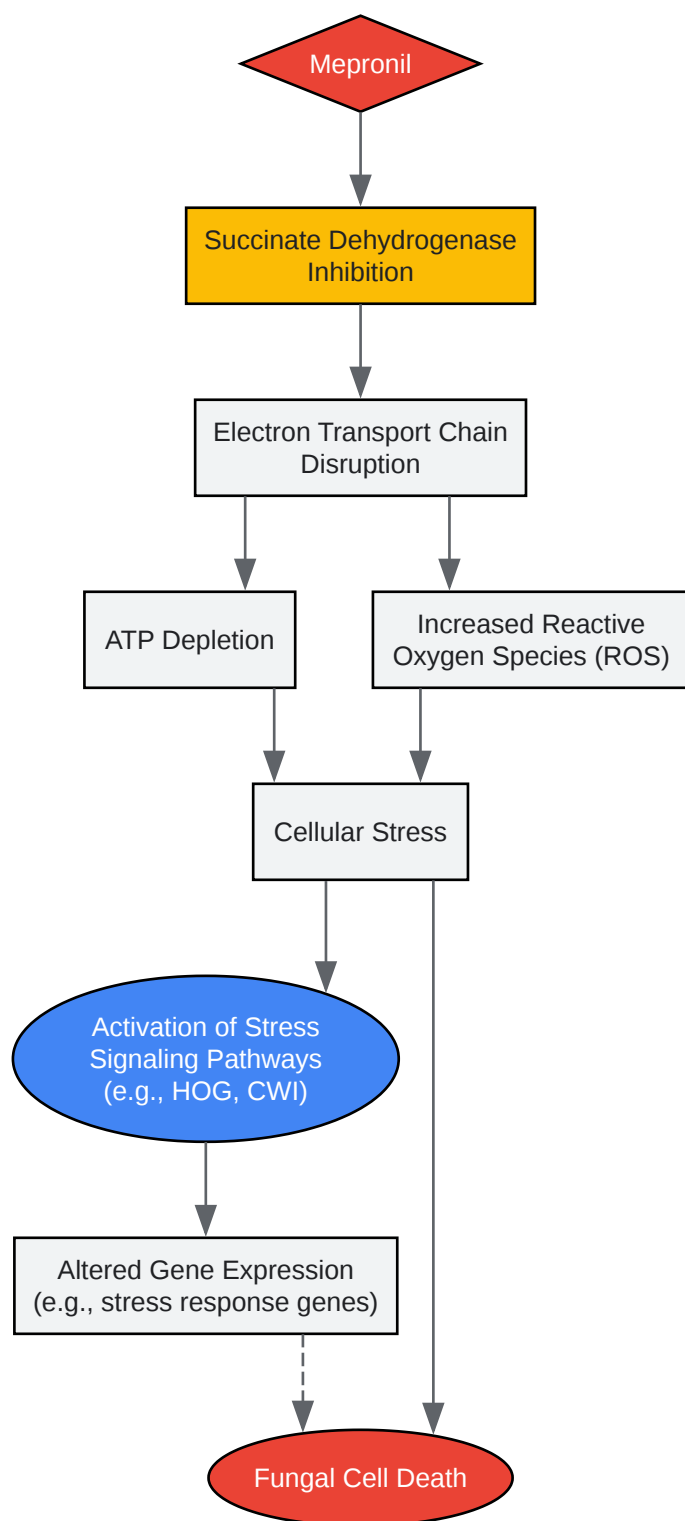 Mepronil
Succinate Dehydrogenase
Inhibition
Electron Transport Chain
Disruption
ATP Depletion
Increased Reactive
Oxygen Species (ROS)
Cellular Stress
Activation of Stress
Signaling Pathways
(e.g., HOG, CWI)
Altered Gene Expression
(e.g., stress response genes)
Fungal Cell Death